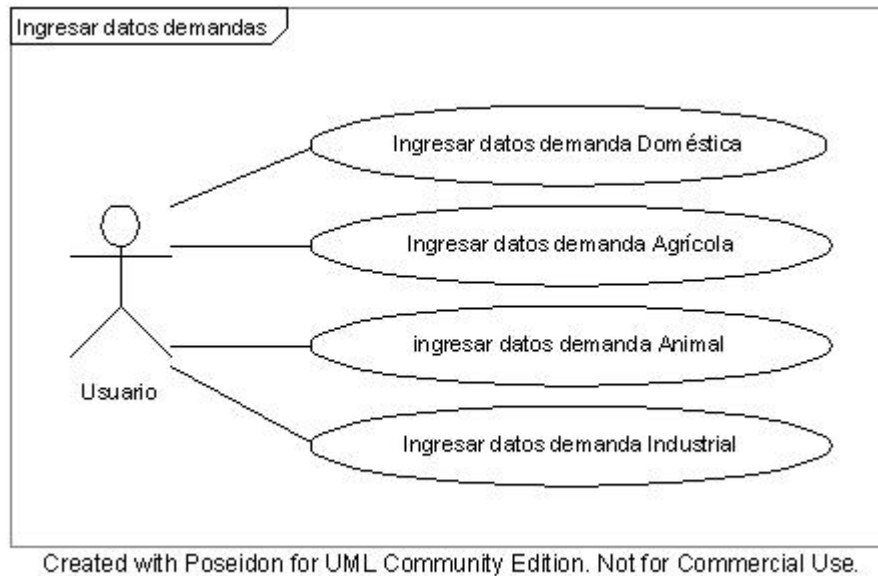 Ingresar datos demandas
Ingresar datos demanda Doméstica
Ingresar datos demanda Agrícola
ingresar datos demanda Animal
Usuario
Ingresar datos demanda Industrial
Created with Poseidon for UML Community Edition. Not for Commercial Use.